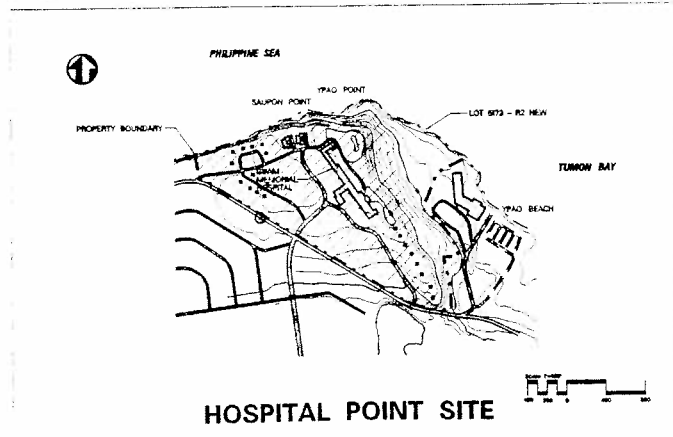 PHILIPPINE SEA
YPAO POINT
SAUPON POINT
LOT 5173 - R2 NEW
PROPERTY BOUNDARY
TUMON BAY
MEMORIAL
HOSPITAL
YPAO BEACH
HOSPITAL POINT SITE